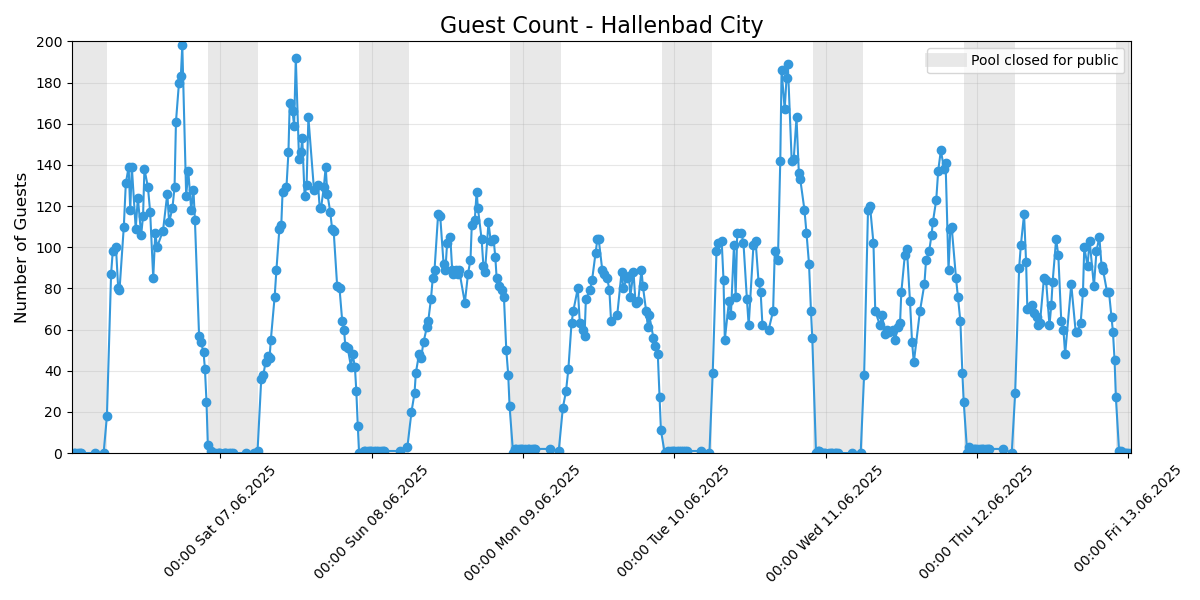 Guest Count - Hallenbad City
Pool closed for public
Number of Guests
200
180
160
140
120
100
80
60
40
20
0
00:00 Sat 07.06.2025
00:00 Sun 08.06.2025
00:00 Mon 09.06.2025
00:00 Tue 10.06.2025
00:00 Wed 11.06.2025
00:00 Thu 12.06.2025
00:00 Fri 13.06.2025